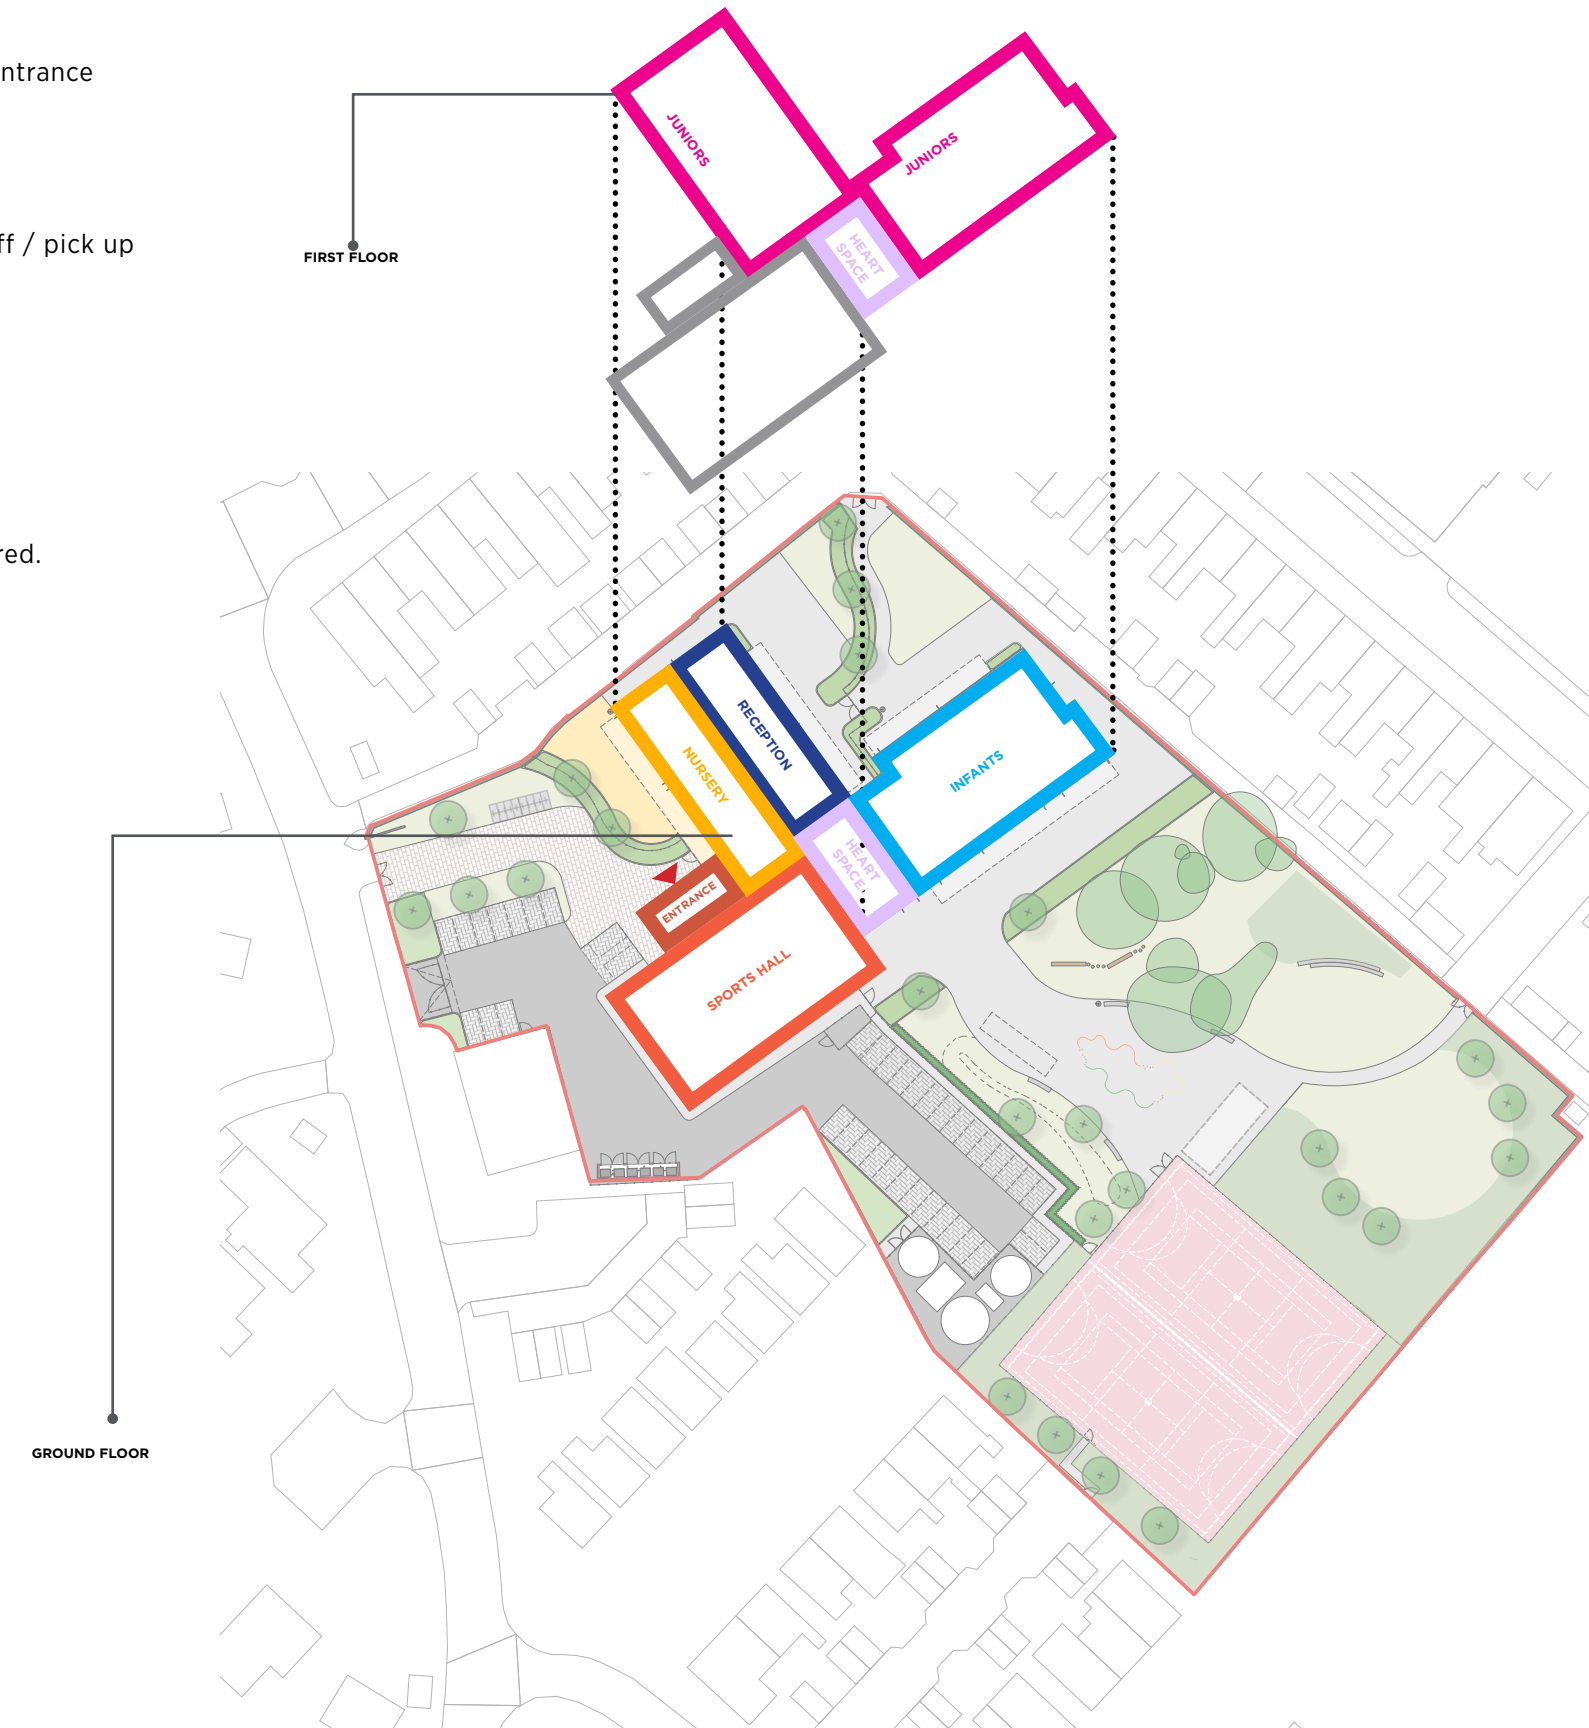 ntrance
ff / pick up
red.
FIRST FLOOR
JUNIORS
JUNIORS
HEART
SPACE
RECEPTION
NURSERY
INFANTS
HEART
SPACE
ENTRANCE
SPORTS HALL
GROUND FLOOR